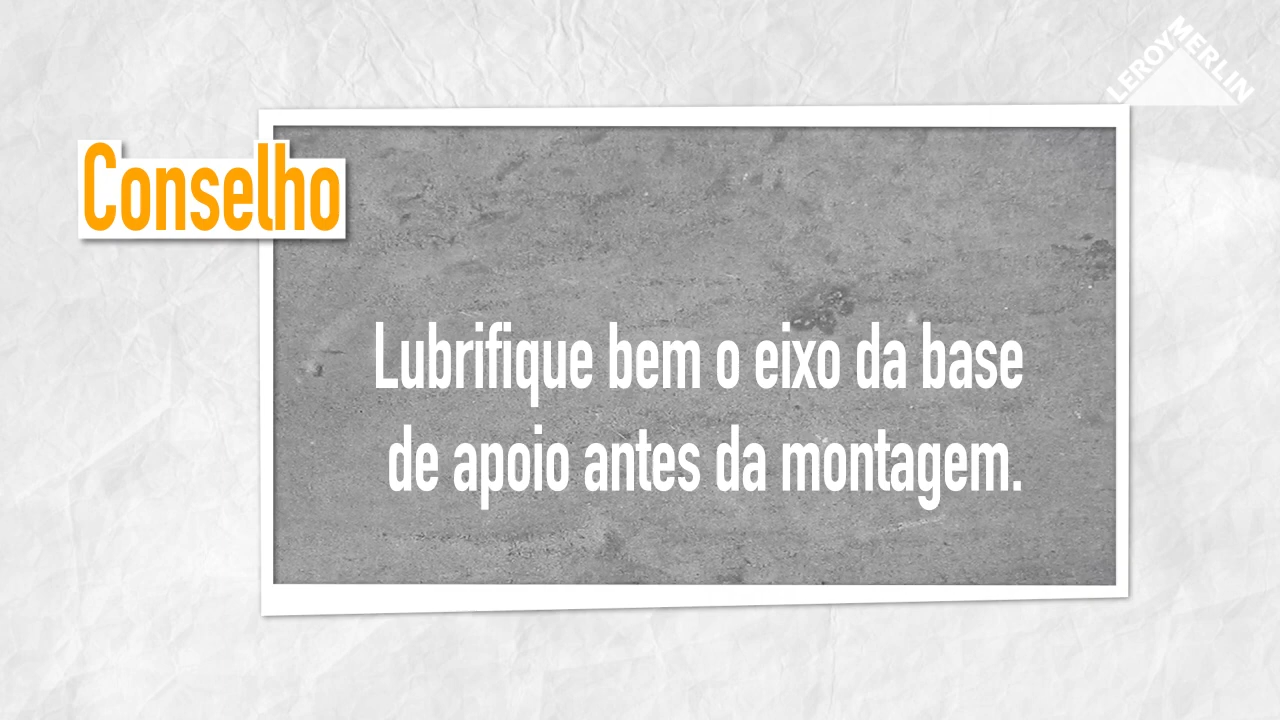 LEROY MERLIN
Conselho
Lubrifique bem o eixo da base
de apoio antes da montagem.